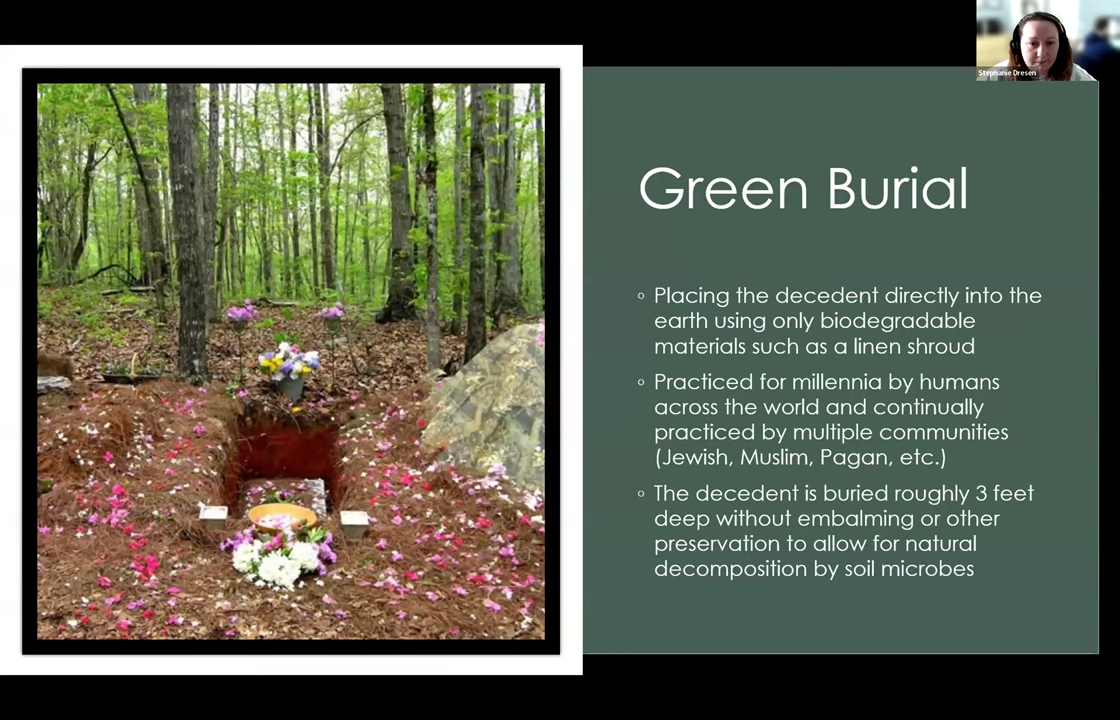 Stephanie Dresen
Green Burial
◦ Placing the decedent directly into the
earth using only biodegradable
materials such as a linen shroud
◦ Practiced for millennia by humans
across the world and continually
practiced by multiple communities
(Jewish, Muslim, Pagan, etc.)
◦ The decedent is buried roughly 3 feet
deep without embalming or other
preservation to allow for natural
decomposition by soil microbes